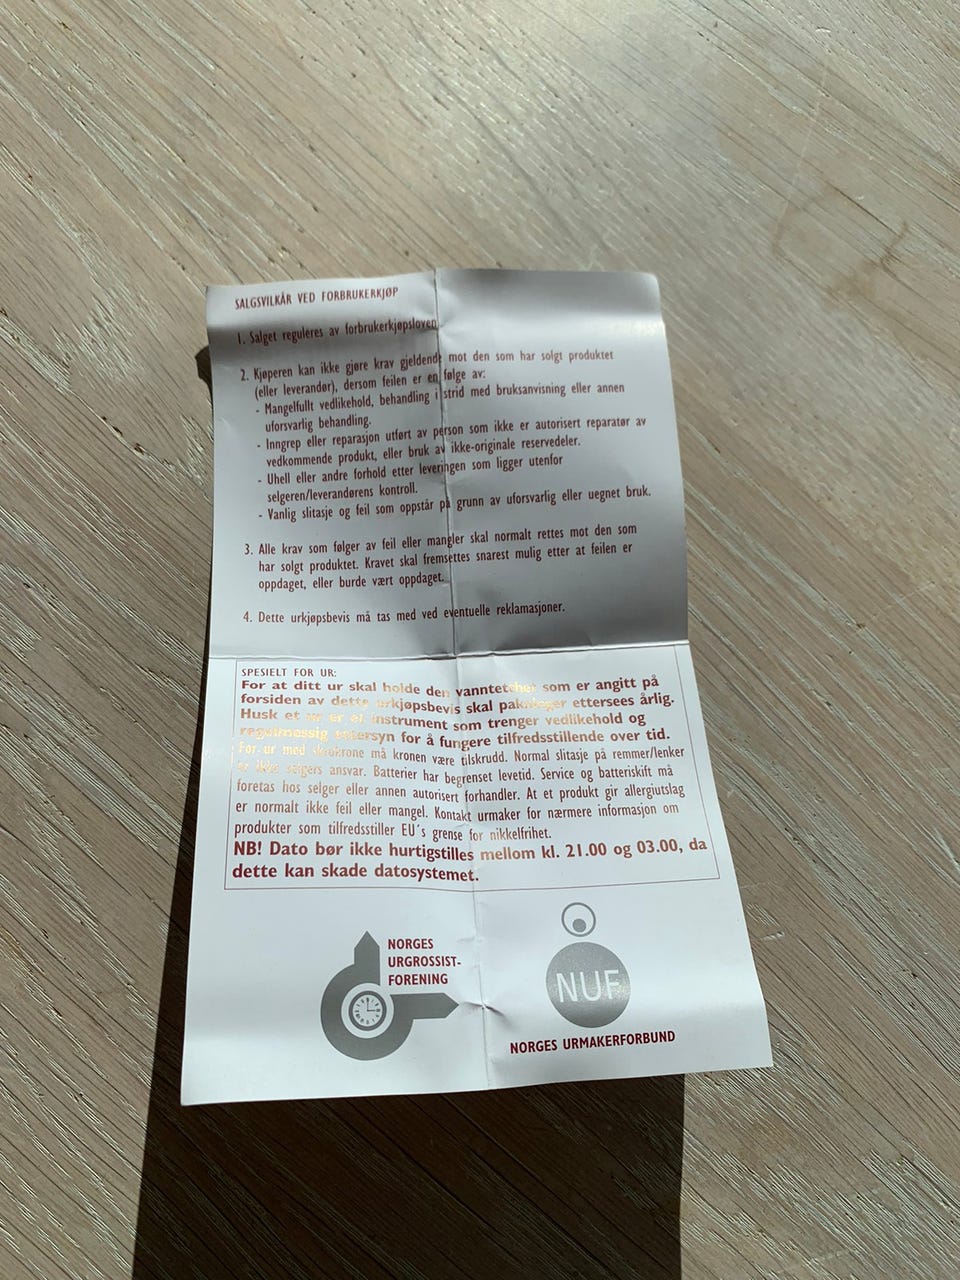 SALGSVILKÅR VED FORBRUKERKJØP
1. Salget reguleres av forbrukerkjøpsloven.
2. Kjøperen kan ikke gjøre krav gjeldende mot den som har solgt produktet
(eller leverandør), dersom feilen er en følge av:
- Mangelfullt vedlikehold, behandling i strid med bruksanvisning eller annen
uforsvarlig behandling.
- Inngrep eller reparasjon utført av person som ikke er autorisert reparatør av
vedkommende produkt, eller bruk av ikke-originale reservedeler.
- Uhell eller andre forhold etter leveringen som ligger utenfor
selgeren/leverandørens kontroll.
- Vanlig slitasje og feil som oppstår på grunn av uforsvarlig eller uegnet bruk.
3. Alle krav som følger av feil eller mangler skal normalt rettes mot den som
har solgt produktet. Kravet skal fremsettes snarest mulig etter at feilen er
oppdaget, eller burde vært oppdaget.
4. Dette urkjøpsbevis må tas med ved eventuelle reklamasjoner.
SPESIELT FOR UR:
For at ditt ur skal holde den vanntetthet som er angitt på
forsiden av dette urkjøpsbevis skal pakninger ettersees årlig.
Husk et ur er et instrument som trenger vedlikehold og
regelmessig ettersyn for å fungere tilfredsstillende over tid.
For ur med skrukrone må kronen være tilskrudd. Normal slitasje på remmer/lenker
er ikke selgers ansvar. Batterier har begrenset levetid. Service og batteriskift må
foretas hos selger eller annen autorisert forhandler. At et produkt gir allergiutslag
er normalt ikke feil eller mangel. Kontakt urmaker for nærmere informasjon om
produkter som tilfredsstiller EU´s grense for nikkelfrihet.
NB! Dato bør ikke hurtigstilles mellom kl. 21.00 og 03.00, da
dette kan skade datosystemet.
NORGES
URGROSSIST-
FORENING
NUF
NORGES URMAKERFORBUND